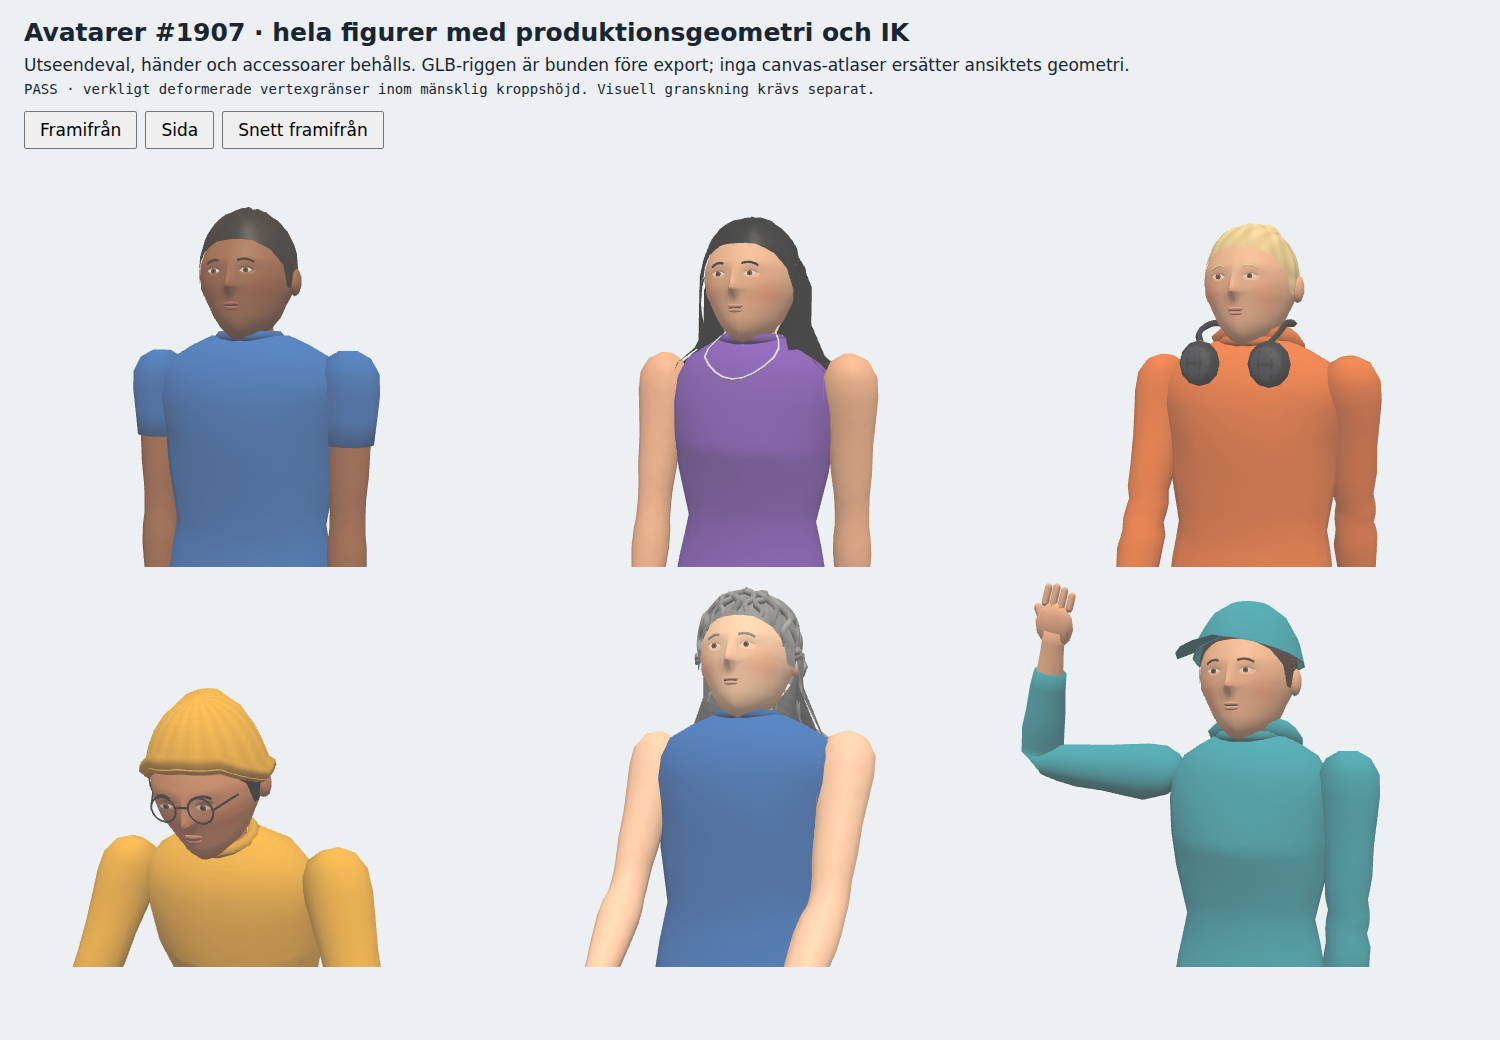 Avatarer #1907 · hela figurer med produktionsgeometri och IK
Utseendeval, händer och accessoarer behålls. GLB-riggen är bunden före export; inga canvas-atlaser ersätter ansiktets geometri.
PASS · verkligt deformerade vertexgränser inom mänsklig kroppshöjd. Visuell granskning krävs separat.
Framifrån Sida Snett framifrån